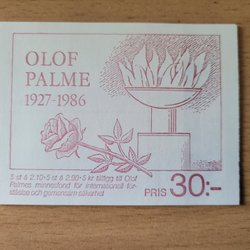 OLOF
PALME
1927-1986
5 st á 2.10+5 st á 2.90+5 kr tillägg till Olof
Palmes minnesfond för internationell för-
ståelse och gemensam säkerhet
PRIS 30:-